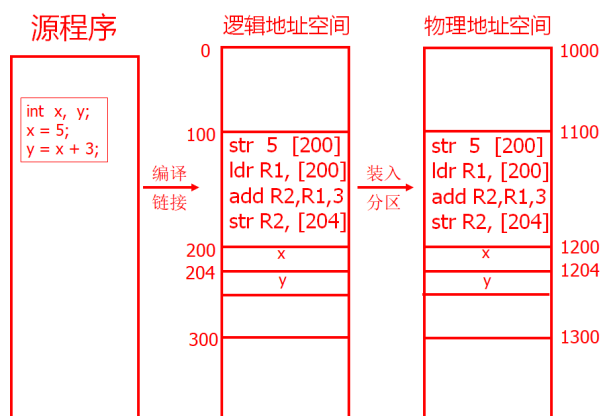 源程序
int x, y;
x = 5;
y = x + 3;
编译
链接
逻辑地址空间
0
100
str 5 [200]
ldr R1, [200]
add R2,R1,3
str R2, [204]
200
x
204
y
300
装入
分区
物理地址空间
1000
1100
str 5 [200]
ldr R1, [200]
add R2,R1,3
str R2, [204]
1200
x
1204
y
1300